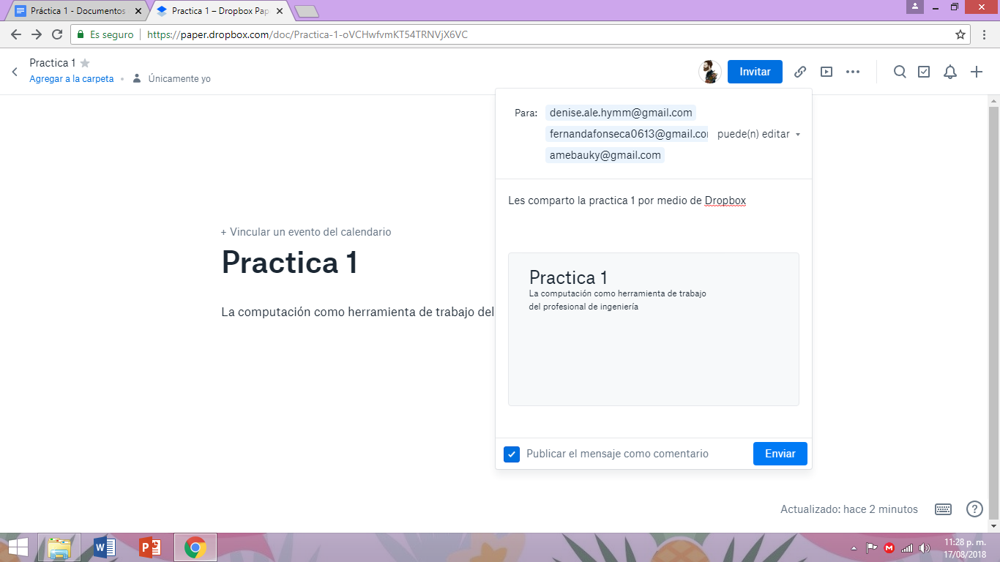 Práctica 1 - Documentos
Practica 1 – Dropbox Pap
Es seguro
https://paper.dropbox.com/doc/Practica-1-oVCHwfvmKT54TRNVjX6VC
Practica 1
Agregar a la carpeta
Únicamente yo
Invitar
Para:
denise.ale.hymm@gmail.com
fernandafonseca0613@gmail.co
puede(n) editar
amebauky@gmail.com
Les comparto la practica 1 por medio de Dropbox
+ Vincular un evento del calendario
Practica 1
La computación como herramienta de trabajo del
Practica 1
La computación como herramienta de trabajo
del profesional de ingeniería
Publicar el mensaje como comentario
Enviar
Actualizado: hace 2 minutos
11:28 p. m.
17/08/2018